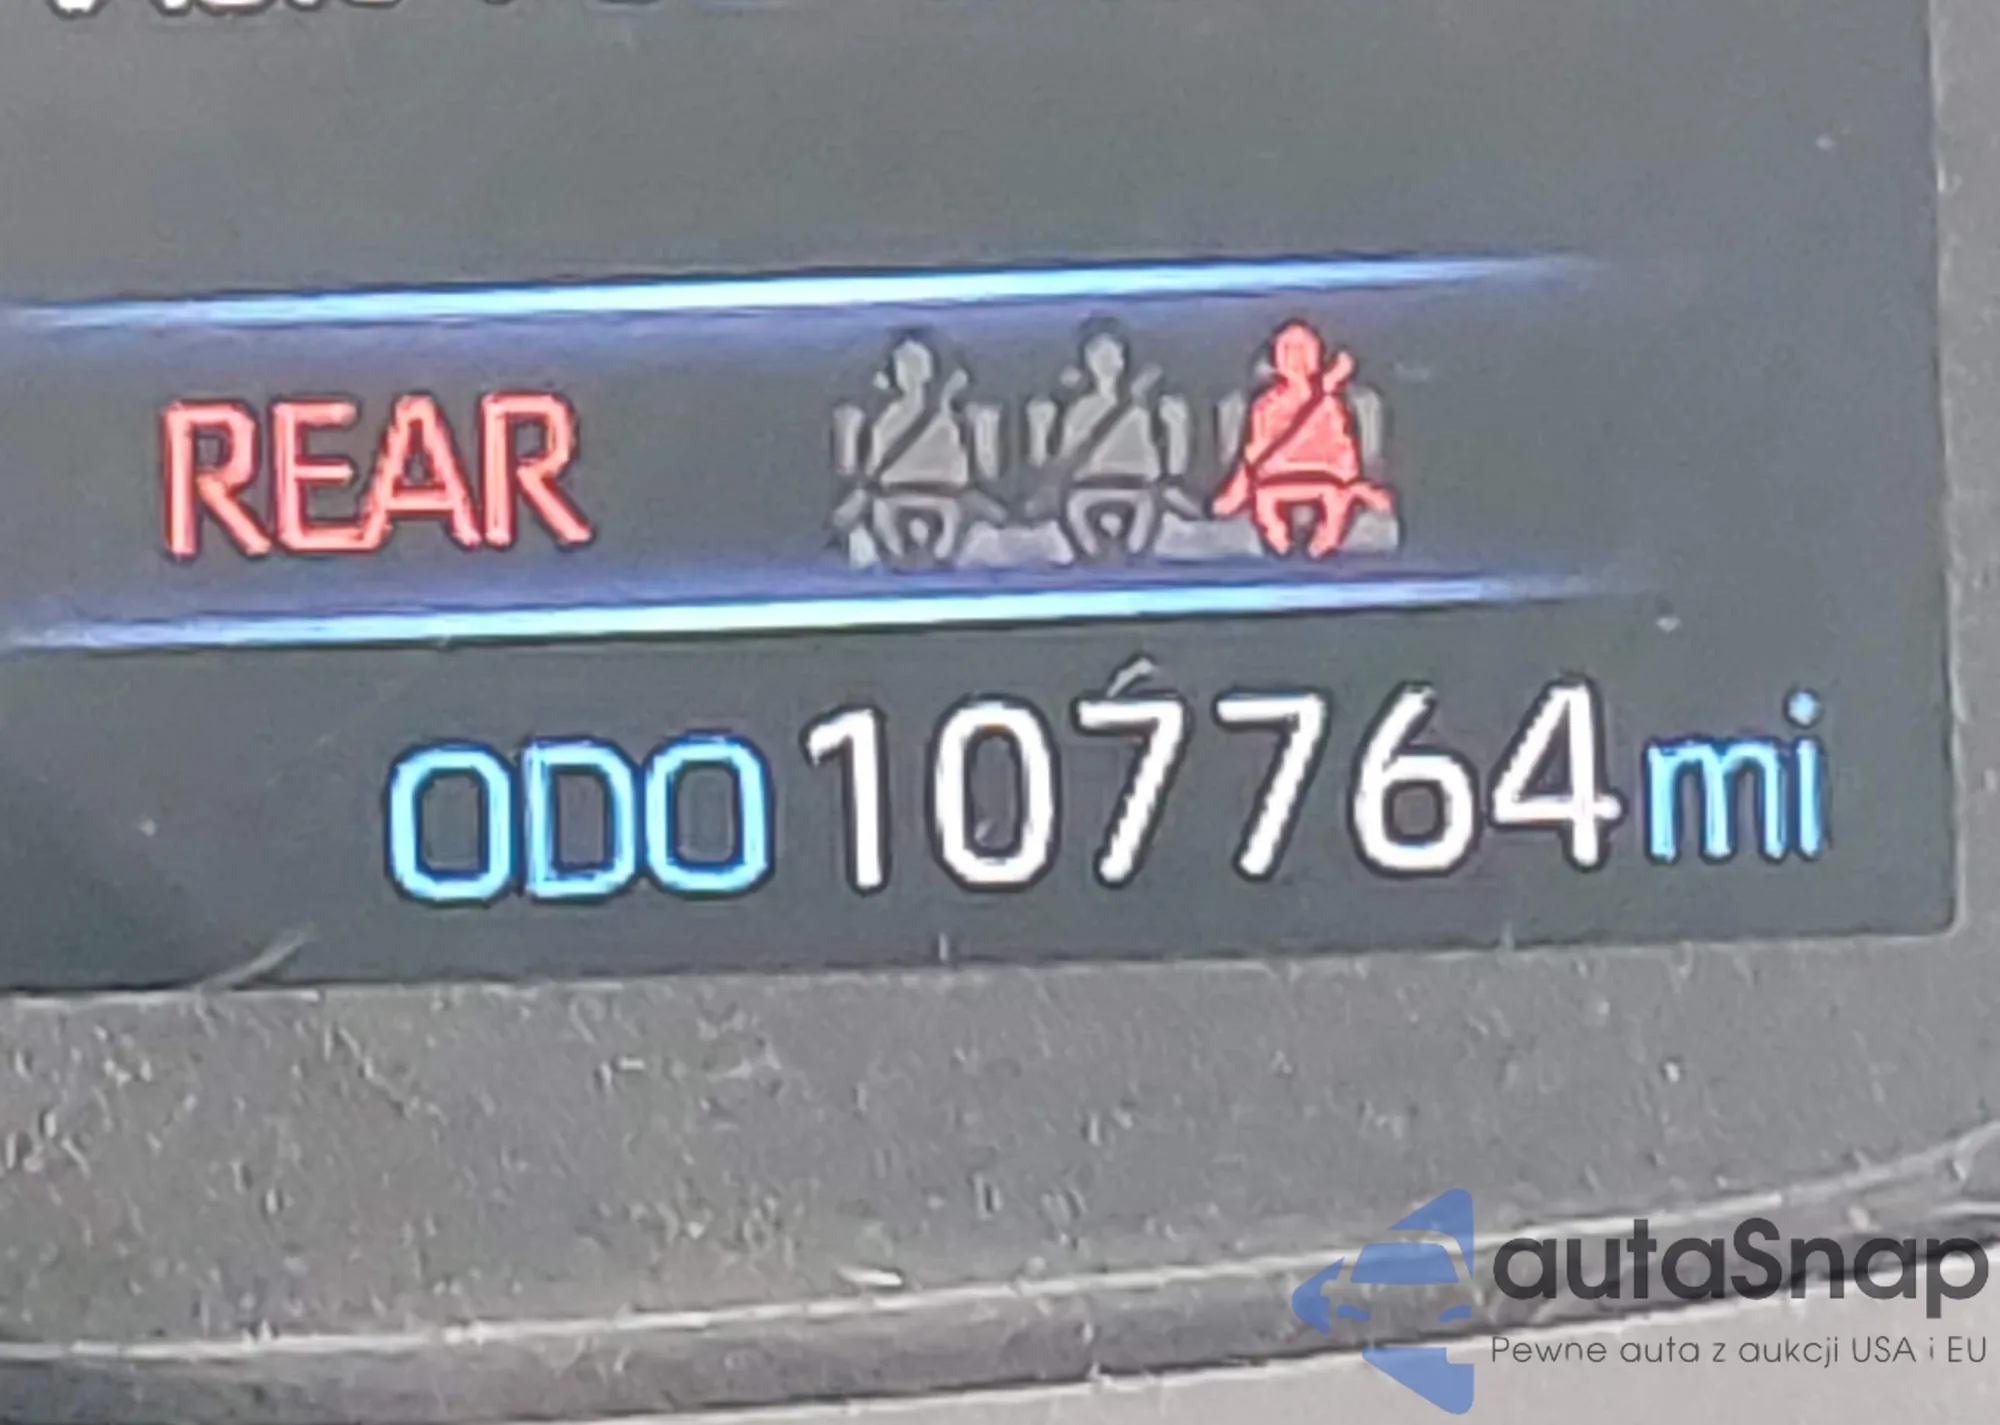 REAR
ODO 107764 mi
autaSnap
Pewne auta z aukcji USA i EU